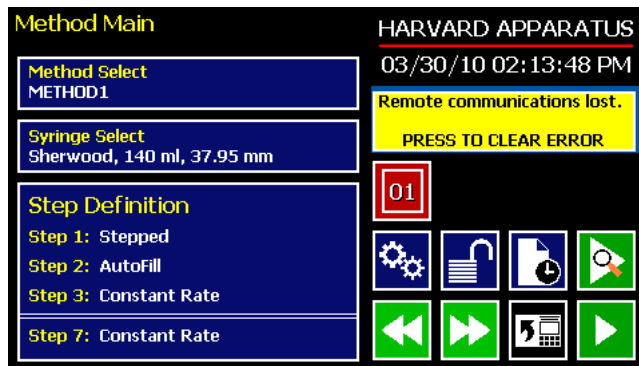 Method Main
Method Select
METHOD1
Syringe Select
Sherwood, 140 ml, 37.95 mm
Step Definition
Step 1: Stepped
Step 2: AutoFill
Step 3: Constant Rate
Step 7: Constant Rate
HARVARD APPARATUS
03/30/10 02:13:48 PM
Remote communications lost.
PRESS TO CLEAR ERROR
01